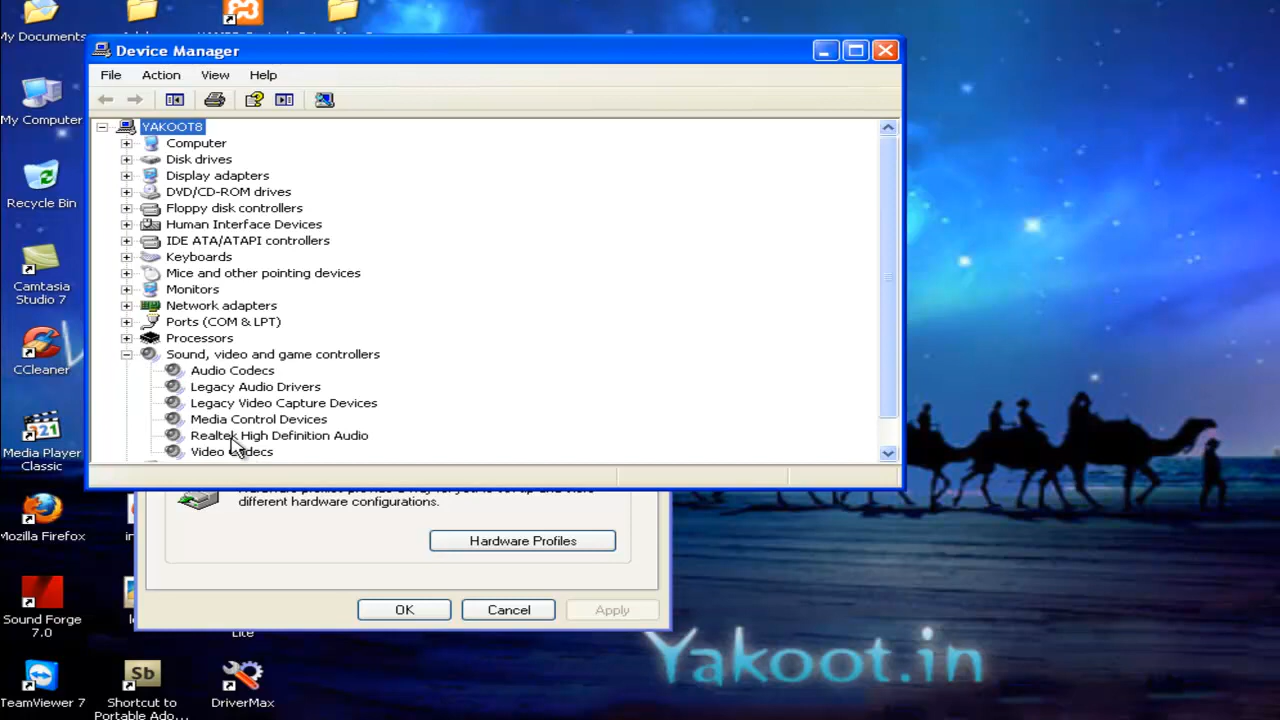 My Documents
Device Manager
File Action View Help
My Computer
YAKOOT8
Computer
Disk drives
Display adapters
DVD/CD-ROM drives
Recycle Bin
Floppy disk controllers
Human Interface Devices
IDE ATA/ATAPI controllers
Keyboards
Mice and other pointing devices
Camtasia
Studio 7
Monitors
Network adapters
Ports (COM & LPT)
Processors
Sound, video and game controllers
CCleaner
Audio Codecs
Legacy Audio Drivers
Legacy Video Capture Devices
Media Control Devices
Realtek High Definition Audio
Video Codecs
Media Player
Classic
different hardware configurations.
Mozilla Firefox
Hardware Profiles
OK Cancel Apply
Sound Forge
7.0
Lite
Yakoot.in
Sb
TeamViewer 7
Shortcut to
Portable Ado...
DriverMax